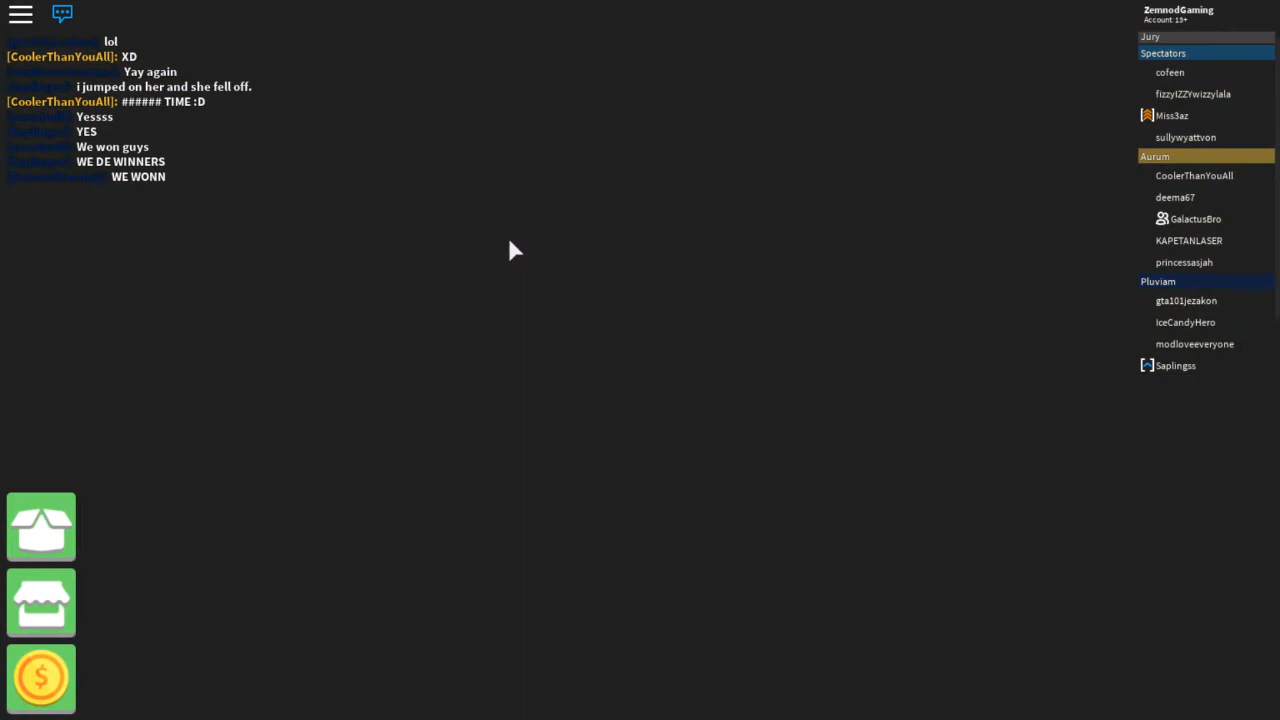 lol
[CoolerThanYouAll]: XD
Yay again
i jumped on her and she fell off.
[CoolerThanYouAll]: ###### TIME :D
Yessss
YES
We won guys
WE DE WINNERS
WE WONN
ZemnodGaming
Account: 13+
Jury
Spectators
cofeen
fizzyIZZYwizzylala
Miss3az
sullywyattvon
Aurum
CoolerThanYouAll
deema67
GalactusBro
KAPETANLASER
princessasjah
Pluviam
gta101jezakon
IceCandyHero
modloveeveryone
Saplingss